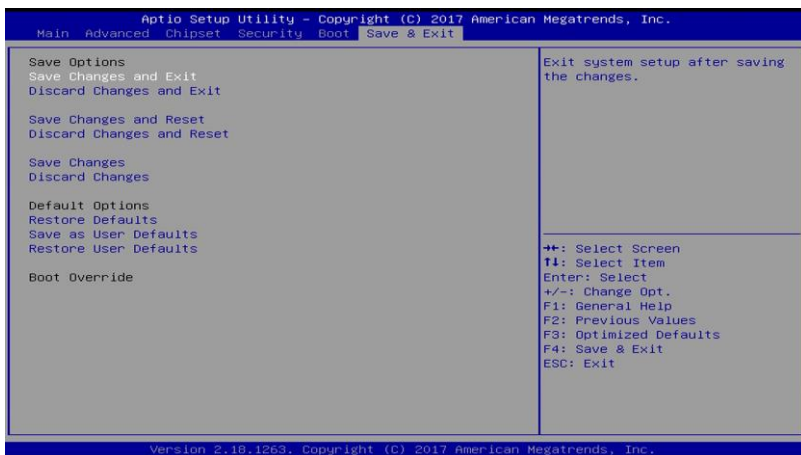 Aptio Setup Utility – Copyright (C) 2017 American Megatrends, Inc.
Main Advanced Chipset Security Boot Save & Exit
Save Options
Save Changes and Exit
Discard Changes and Exit
Save Changes and Reset
Discard Changes and Reset
Save Changes
Discard Changes
Default Options
Restore Defaults
Save as User Defaults
Restore User Defaults
Boot Override
Exit system setup after saving
the changes.
→←: Select Screen
↑↓: Select Item
Enter: Select
+/-: Change Opt.
F1: General Help
F2: Previous Values
F3: Optimized Defaults
F4: Save & Exit
ESC: Exit
Version 2.18.1263. Copyright (C) 2017 American Megatrends, Inc.